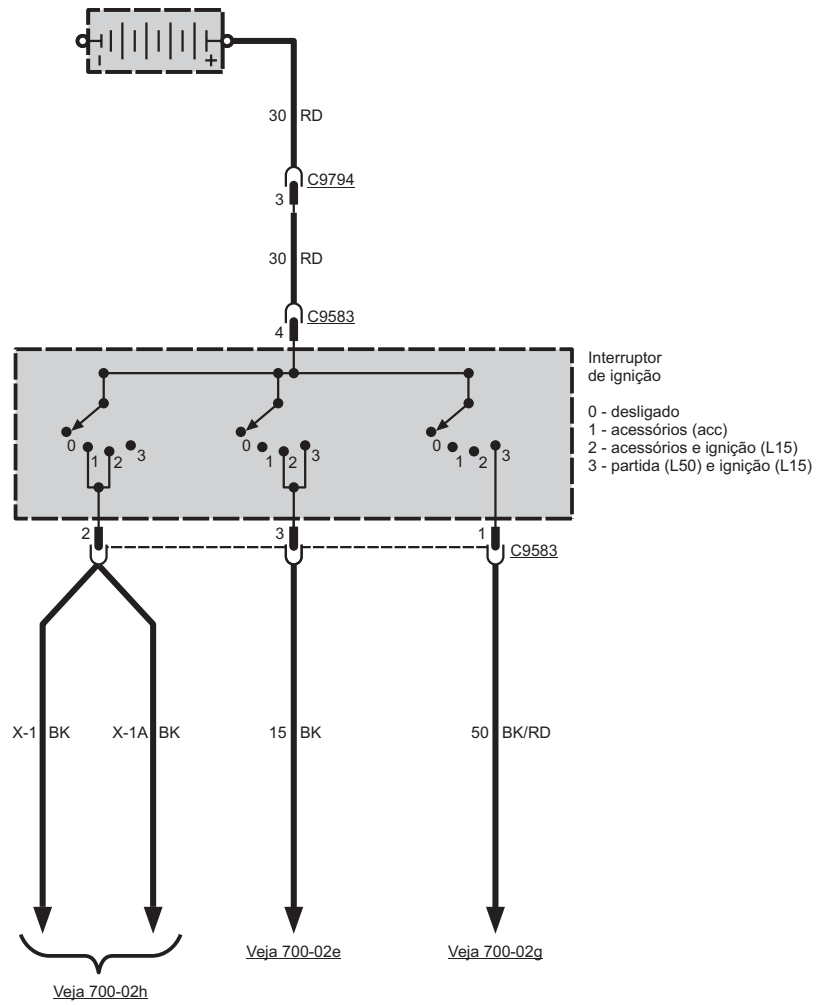 - +
30 RD
C9794
3
30 RD
C9583
4
Interruptor
de ignição
0 - desligado
1 - acessórios (acc)
2 - acessórios e ignição (L15)
3 - partida (L50) e ignição (L15)
0 1 2 3
0 1 2 3
0 1 2 3
2 3 1 C9583
X-1 BK X-1A BK 15 BK 50 BK/RD
Veja 700-02e Veja 700-02g
Veja 700-02h